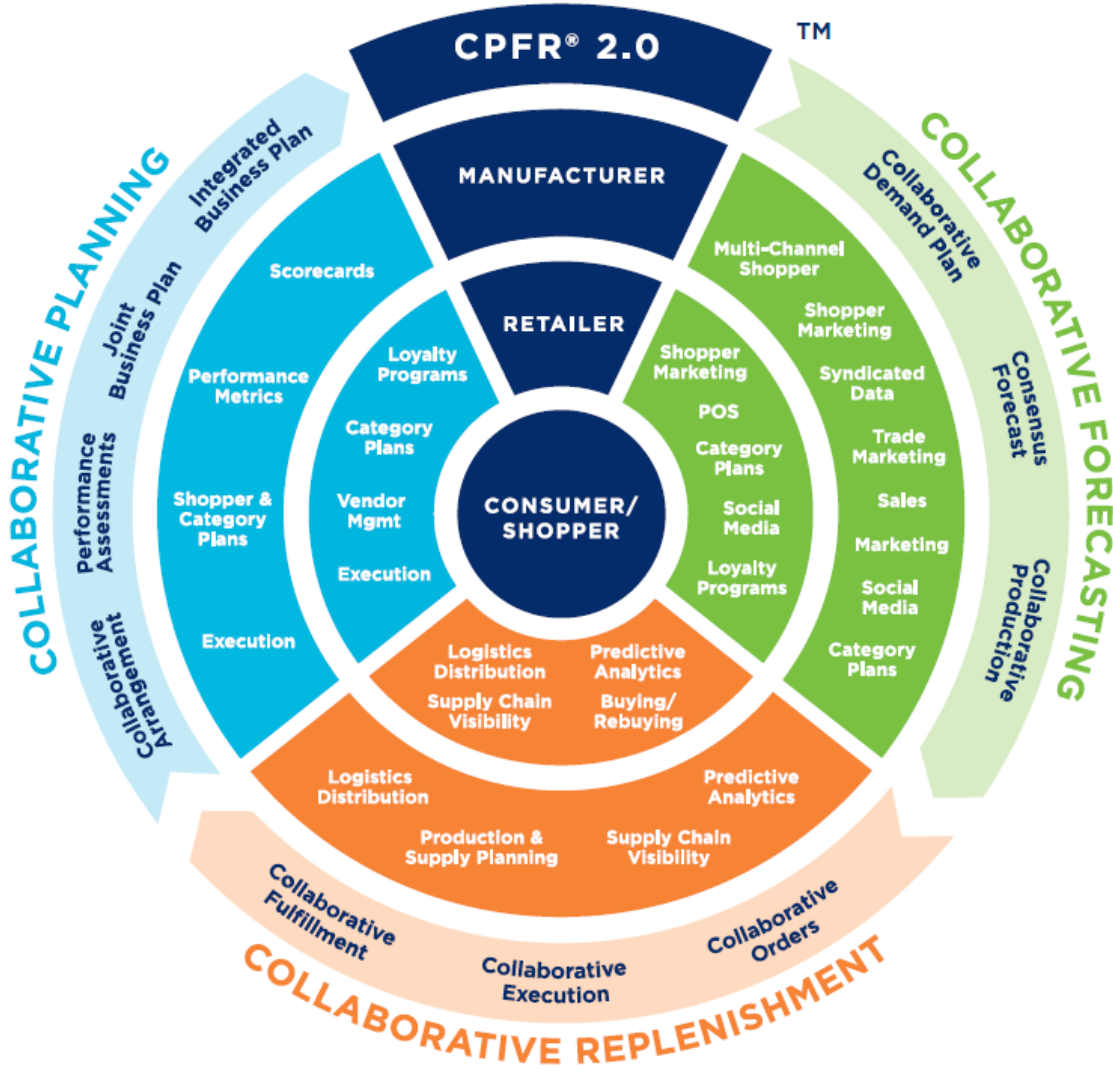 CPFR® 2.0
TM
MANUFACTURER
RETAILER
CONSUMER/
SHOPPER
COLLABORATIVE PLANNING
Integrated
Business Plan
Joint
Business Plan
Performance
Assessments
Collaborative
Arrangement
Scorecards
Performance
Metrics
Shopper &
Category
Plans
Execution
Loyalty
Programs
Category
Plans
Vendor
Mgmt
Execution
COLLABORATIVE FORECASTING
Collaborative
Demand Plan
Consensus
Forecast
Collaborative
Production
Multi-Channel
Shopper
Shopper
Marketing
Syndicated
Data
Trade
Marketing
Sales
Marketing
Social
Media
Category
Plans
Shopper
Marketing
POS
Category
Plans
Social
Media
Loyalty
Programs
Logistics
Distribution
Predictive
Analytics
Supply Chain
Visibility
Buying/
Rebuying
Logistics
Distribution
Predictive
Analytics
Production &
Supply Planning
Supply Chain
Visibility
Collaborative
Fulfillment
Collaborative
Execution
Collaborative
Orders
COLLABORATIVE REPLENISHMENT